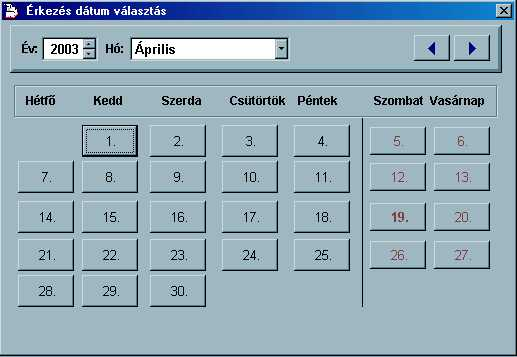 Érkezés dátum választás
Év: 2003 Hó: Április
Hétfő Kedd Szerda Csütörtök Péntek Szombat Vasárnap
1. 2. 3. 4. 5. 6.
7. 8. 9. 10. 11. 12. 13.
14. 15. 16. 17. 18. 19. 20.
21. 22. 23. 24. 25. 26. 27.
28. 29. 30.